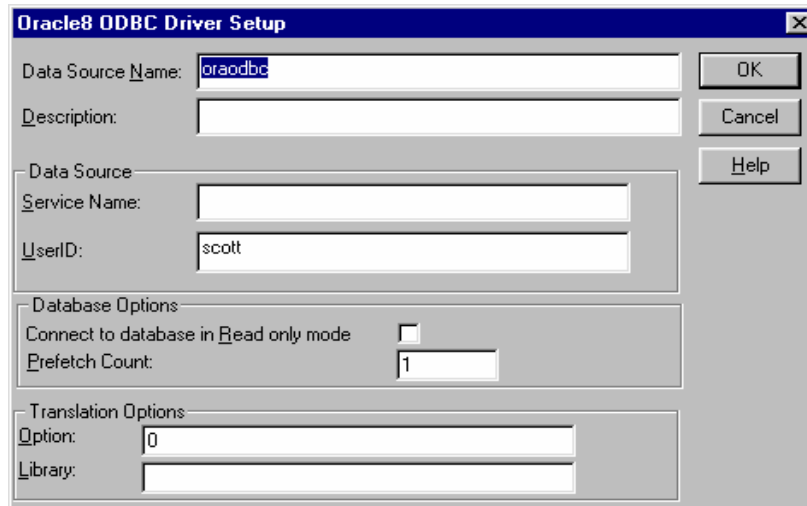 Oracle8 ODBC Driver Setup
Data Source Name: oraodbc
OK
Description:
Cancel
Help
Data Source
Service Name:
UserID: scott
Database Options
Connect to database in Read only mode
Prefetch Count: 1
Translation Options
Option: 0
Library: